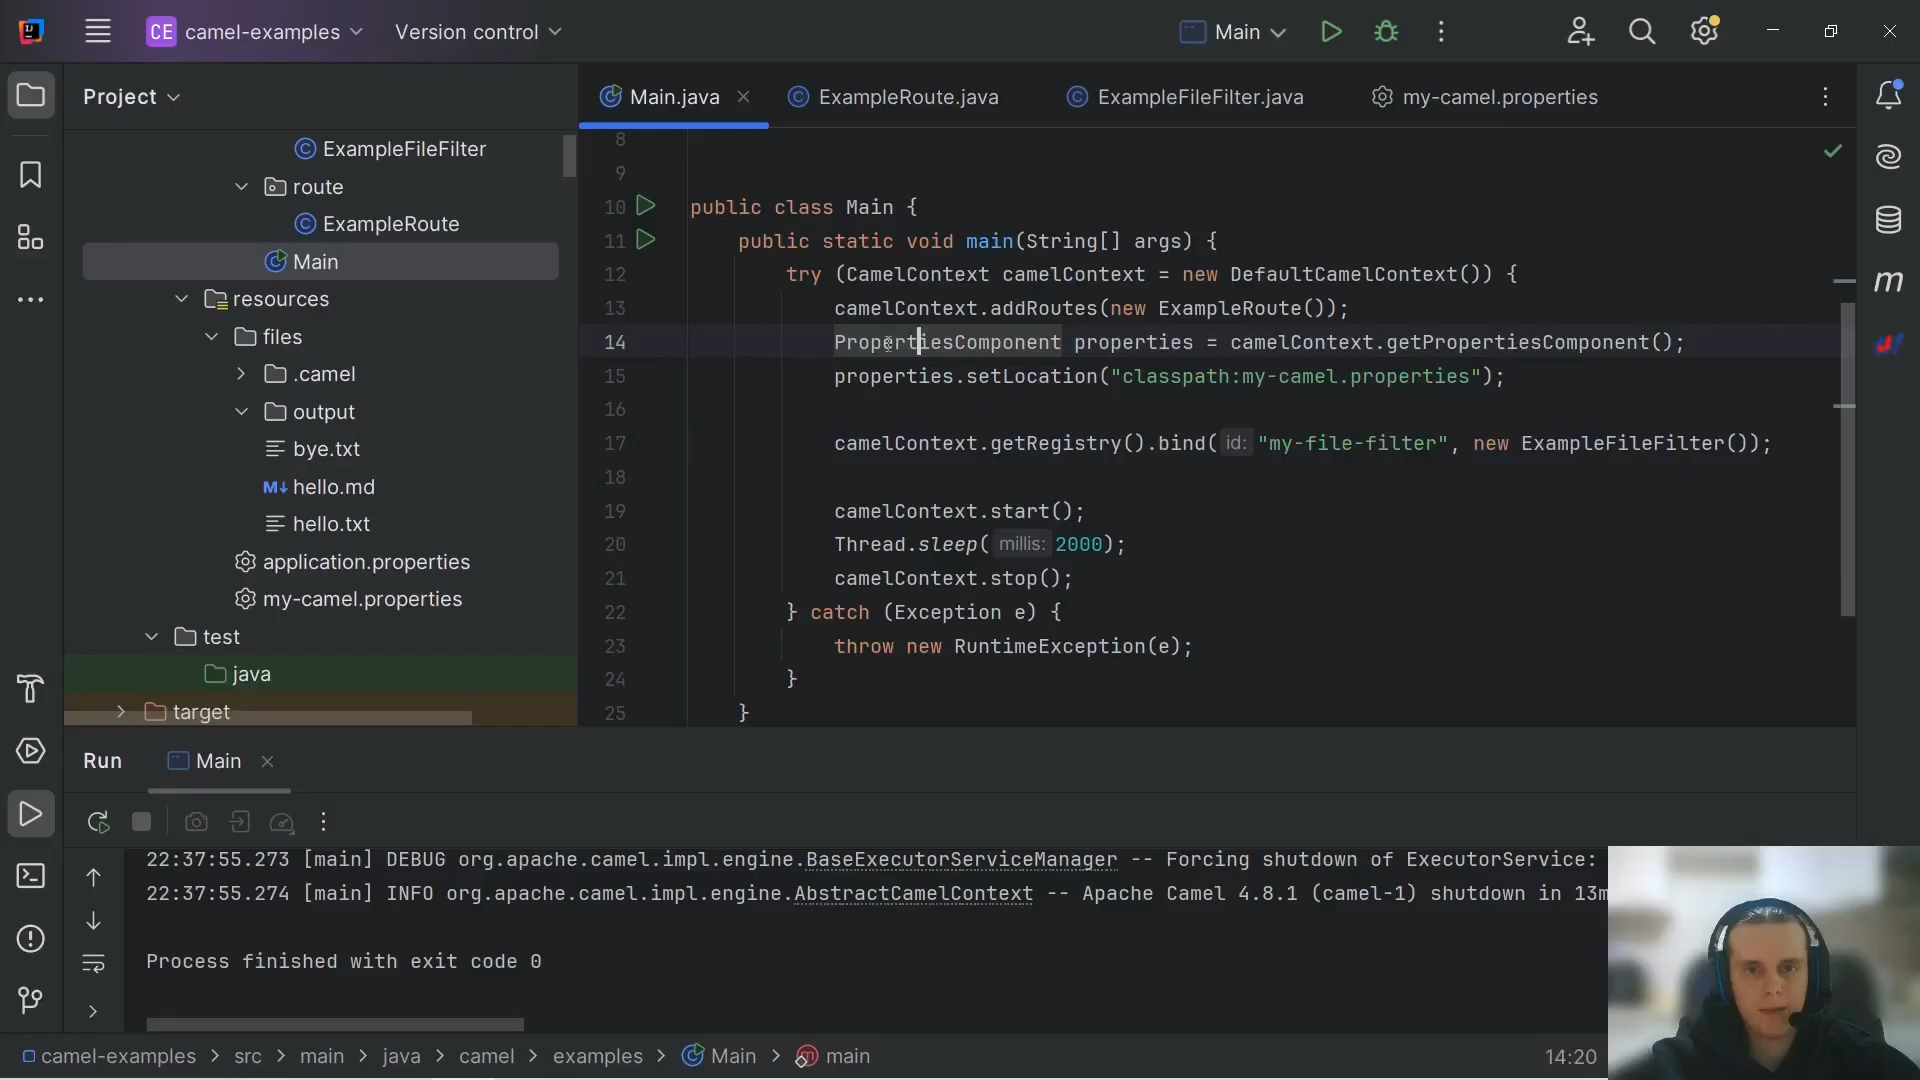 CE camel-examples
Version control
Main
Project
Main.java
ExampleRoute.java
ExampleFileFilter.java
my-camel.properties
ExampleFileFilter
route
ExampleRoute
Main
resources
files
.camel
output
bye.txt
M↓ hello.md
hello.txt
application.properties
my-camel.properties
test
java
target
8
9
10 public class Main {
11 public static void main(String[] args) {
12 try (CamelContext camelContext = new DefaultCamelContext()) {
13 camelContext.addRoutes(new ExampleRoute());
14 PropertiesComponent properties = camelContext.getPropertiesComponent();
15 properties.setLocation("classpath:my-camel.properties");
16
17 camelContext.getRegistry().bind( id: "my-file-filter", new ExampleFileFilter());
18
19 camelContext.start();
20 Thread.sleep( millis: 2000);
21 camelContext.stop();
22 } catch (Exception e) {
23 throw new RuntimeException(e);
24 }
25 }
Run
Main
22:37:55.273 [main] DEBUG org.apache.camel.impl.engine.BaseExecutorServiceManager -- Forcing shutdown of ExecutorService:
22:37:55.274 [main] INFO org.apache.camel.impl.engine.AbstractCamelContext -- Apache Camel 4.8.1 (camel-1) shutdown in 13m
Process finished with exit code 0
camel-examples > src > main > java > camel > examples > Main > main
14:20